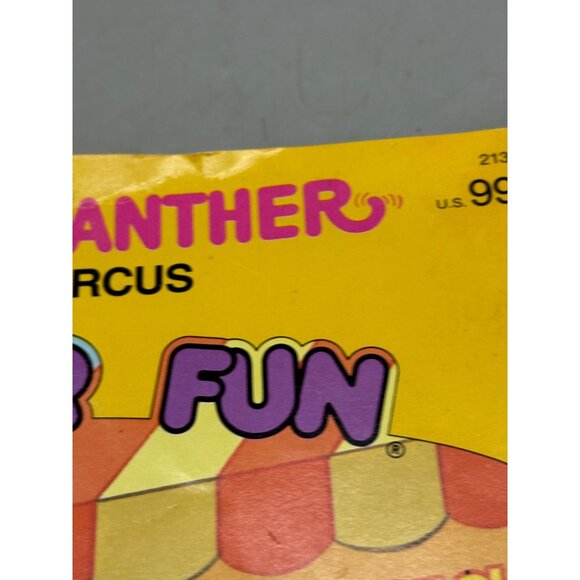 213
ANTHER U.S. 99
RCUS
R FUN
®